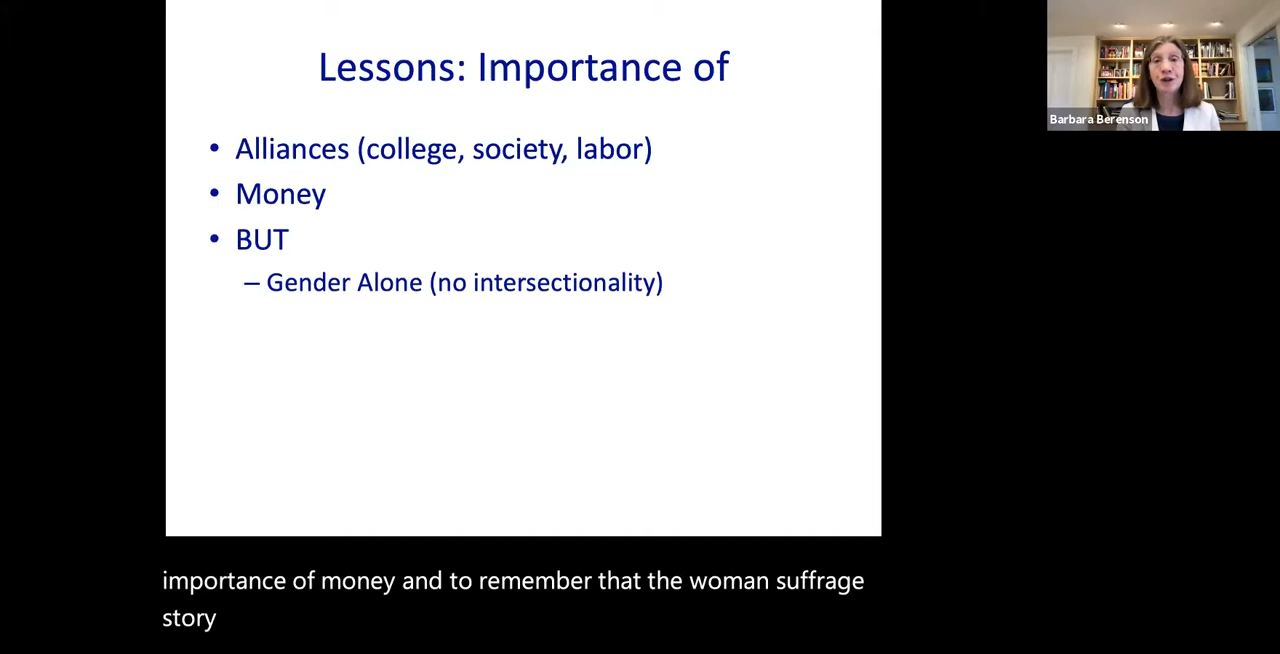 Lessons: Importance of
• Alliances (college, society, labor)
• Money
• BUT
– Gender Alone (no intersectionality)
Barbara Berenson
importance of money and to remember that the woman suffrage
story